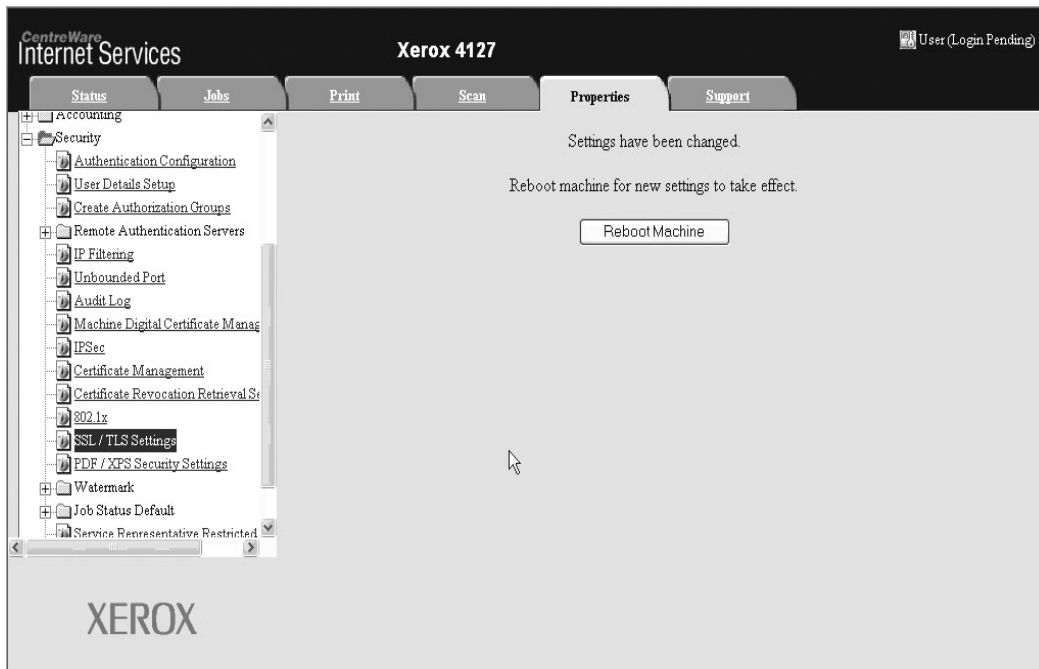 CentreWare
Internet Services
Xerox 4127
User (Login Pending)
Status
Jobs
Print
Scan
Properties
Support
Accounting
Security
Authentication Configuration
User Details Setup
Create Authorization Groups
Remote Authentication Servers
IP Filtering
Unbounded Port
Audit Log
Machine Digital Certificate Manag
IPSec
Certificate Management
Certificate Revocation Retrieval Se
802.1x
SSL / TLS Settings
PDF / XPS Security Settings
Watermark
Job Status Default
Service Representative Restricted
Settings have been changed.
Reboot machine for new settings to take effect.
Reboot Machine
XEROX